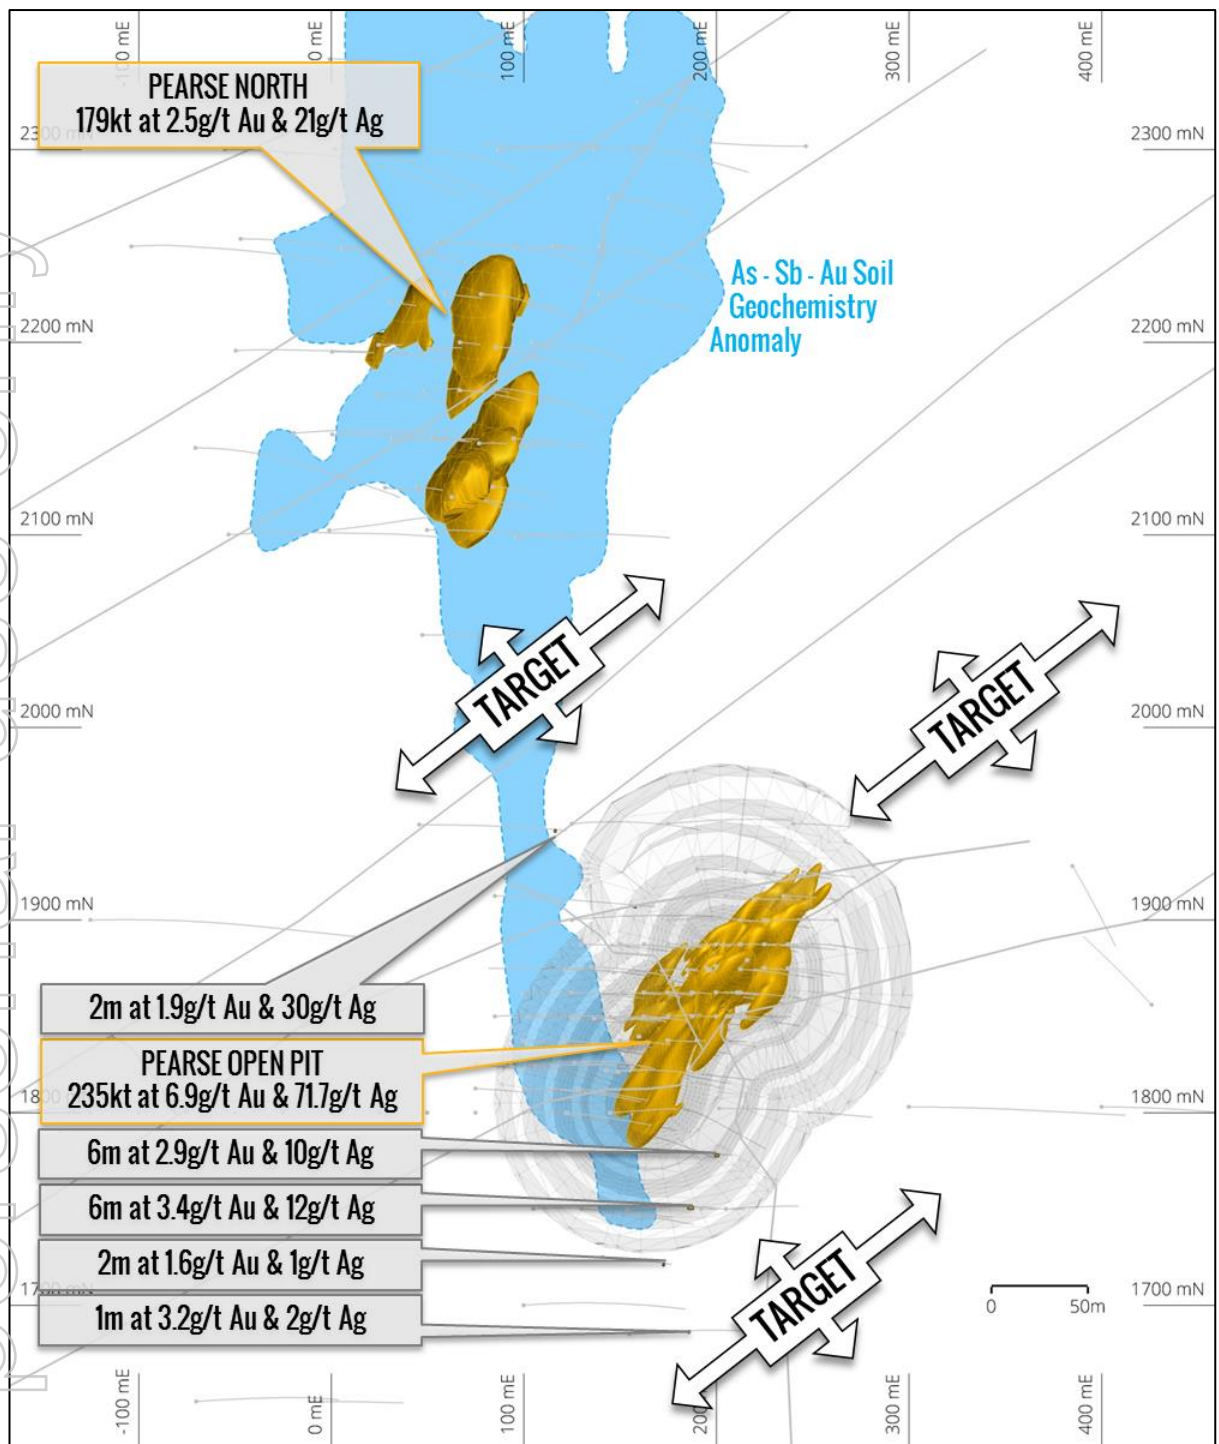 -100 mE
0 mE
100 mE
200 mE
300 mE
400 mE
PEARSE NORTH
179kt at 2.5g/t Au & 21g/t Ag
2300 mN
2300 mN
As - Sb - Au Soil
Geochemistry
Anomaly
2200 mN
2200 mN
2100 mN
2100 mN
TARGET
TARGET
2000 mN
2000 mN
1900 mN
1900 mN
2m at 1.9g/t Au & 30g/t Ag
PEARSE OPEN PIT
235kt at 6.9g/t Au & 71.7g/t Ag
1800 mN
1800 mN
6m at 2.9g/t Au & 10g/t Ag
6m at 3.4g/t Au & 12g/t Ag
2m at 1.6g/t Au & 1g/t Ag
TARGET
1700 mN
1700 mN
1m at 3.2g/t Au & 2g/t Ag
0 50m
-100 mE
0 mE
100 mE
300 mE
400 mE